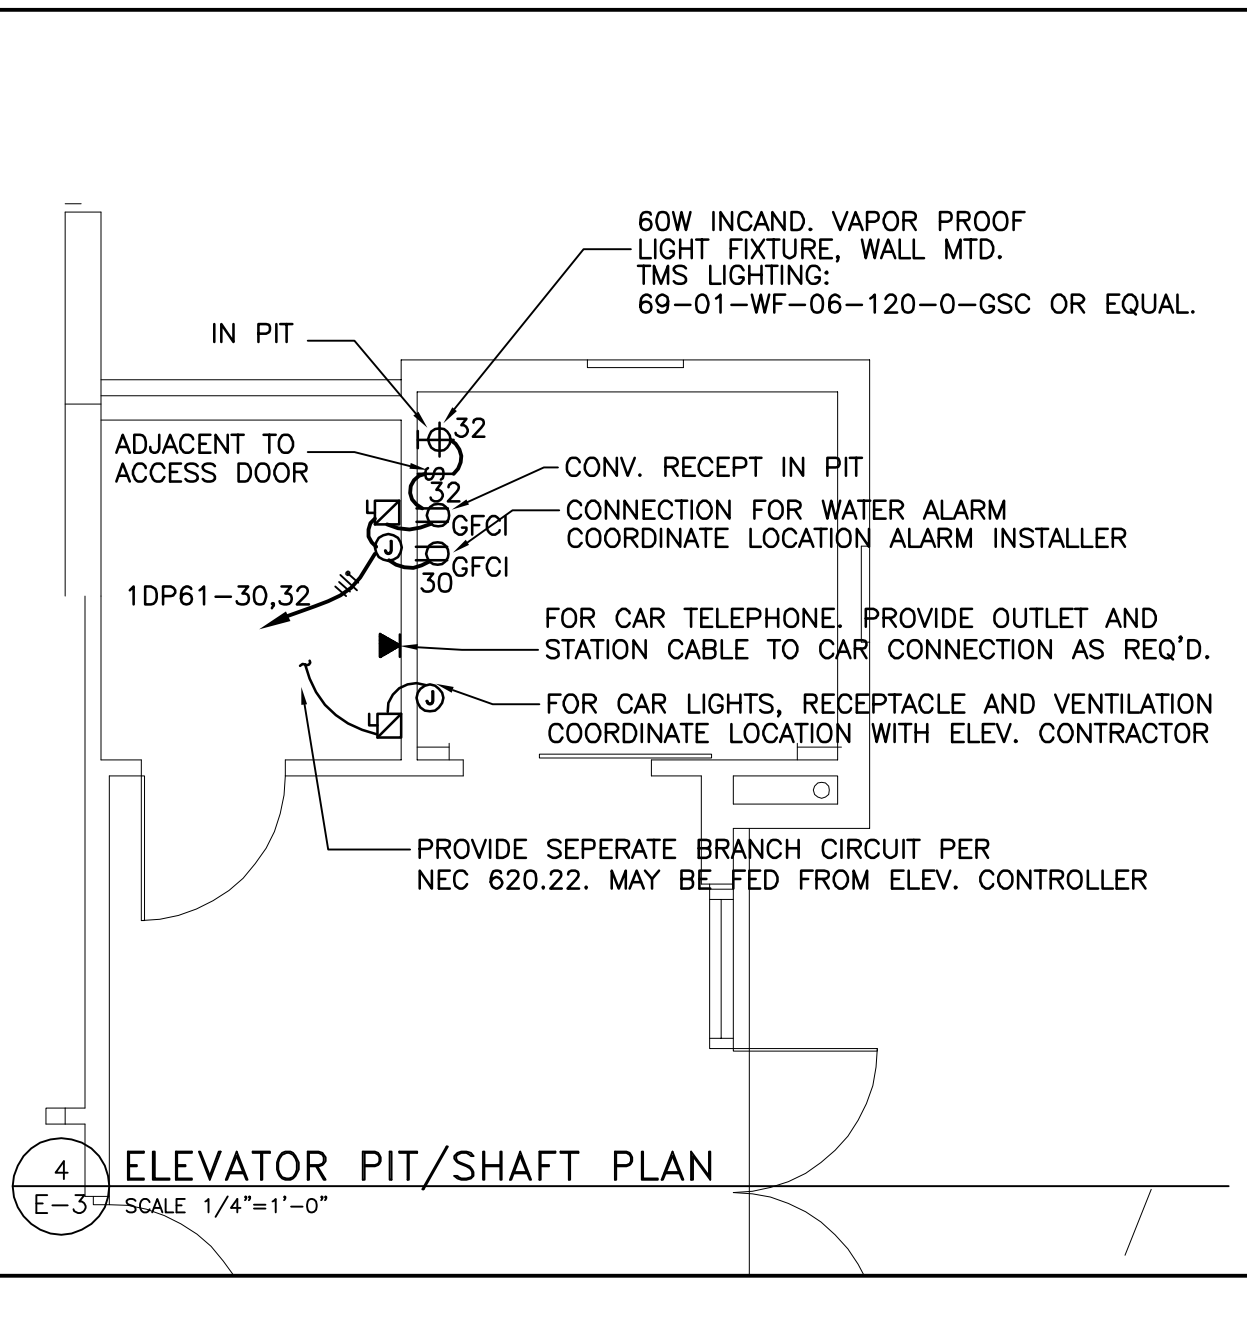 60W INCAND. VAPOR PROOF
LIGHT FIXTURE, WALL MTD.
TMS LIGHTING:
69-01-WF-06-120-0-GSC OR EQUAL.
IN PIT
32
ADJACENT TO
ACCESS DOOR
S
32
CONV. RECEPT IN PIT
GFCI
CONNECTION FOR WATER ALARM
COORDINATE LOCATION ALARM INSTALLER
J
GFCI
30
1DP61-30,32
FOR CAR TELEPHONE. PROVIDE OUTLET AND
STATION CABLE TO CAR CONNECTION AS REQ'D.
J
FOR CAR LIGHTS, RECEPTACLE AND VENTILATION
COORDINATE LOCATION WITH ELEV. CONTRACTOR
PROVIDE SEPERATE BRANCH CIRCUIT PER
NEC 620.22. MAY BE FED FROM ELEV. CONTROLLER
4
E-3
ELEVATOR PIT/SHAFT PLAN
SCALE 1/4"=1'-0"